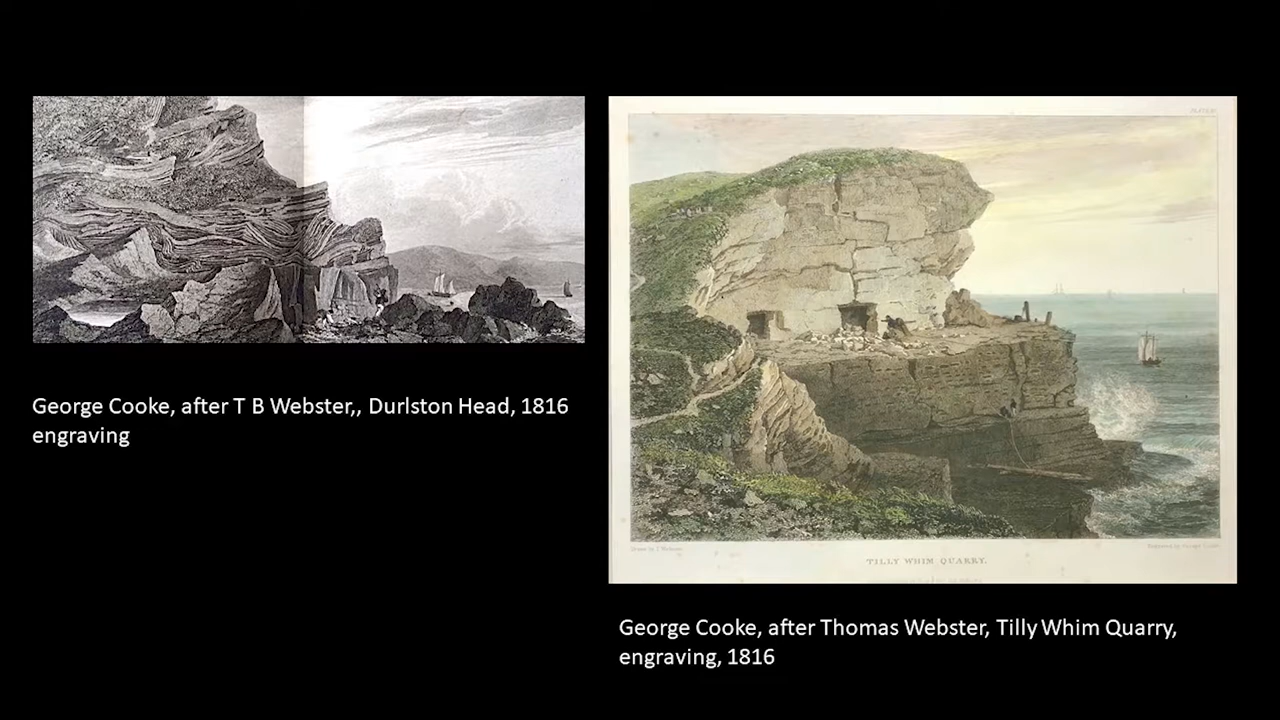 George Cooke, after T B Webster,, Durlston Head, 1816
engraving
TILLY WHIM QUARRY.
George Cooke, after Thomas Webster, Tilly Whim Quarry,
engraving, 1816